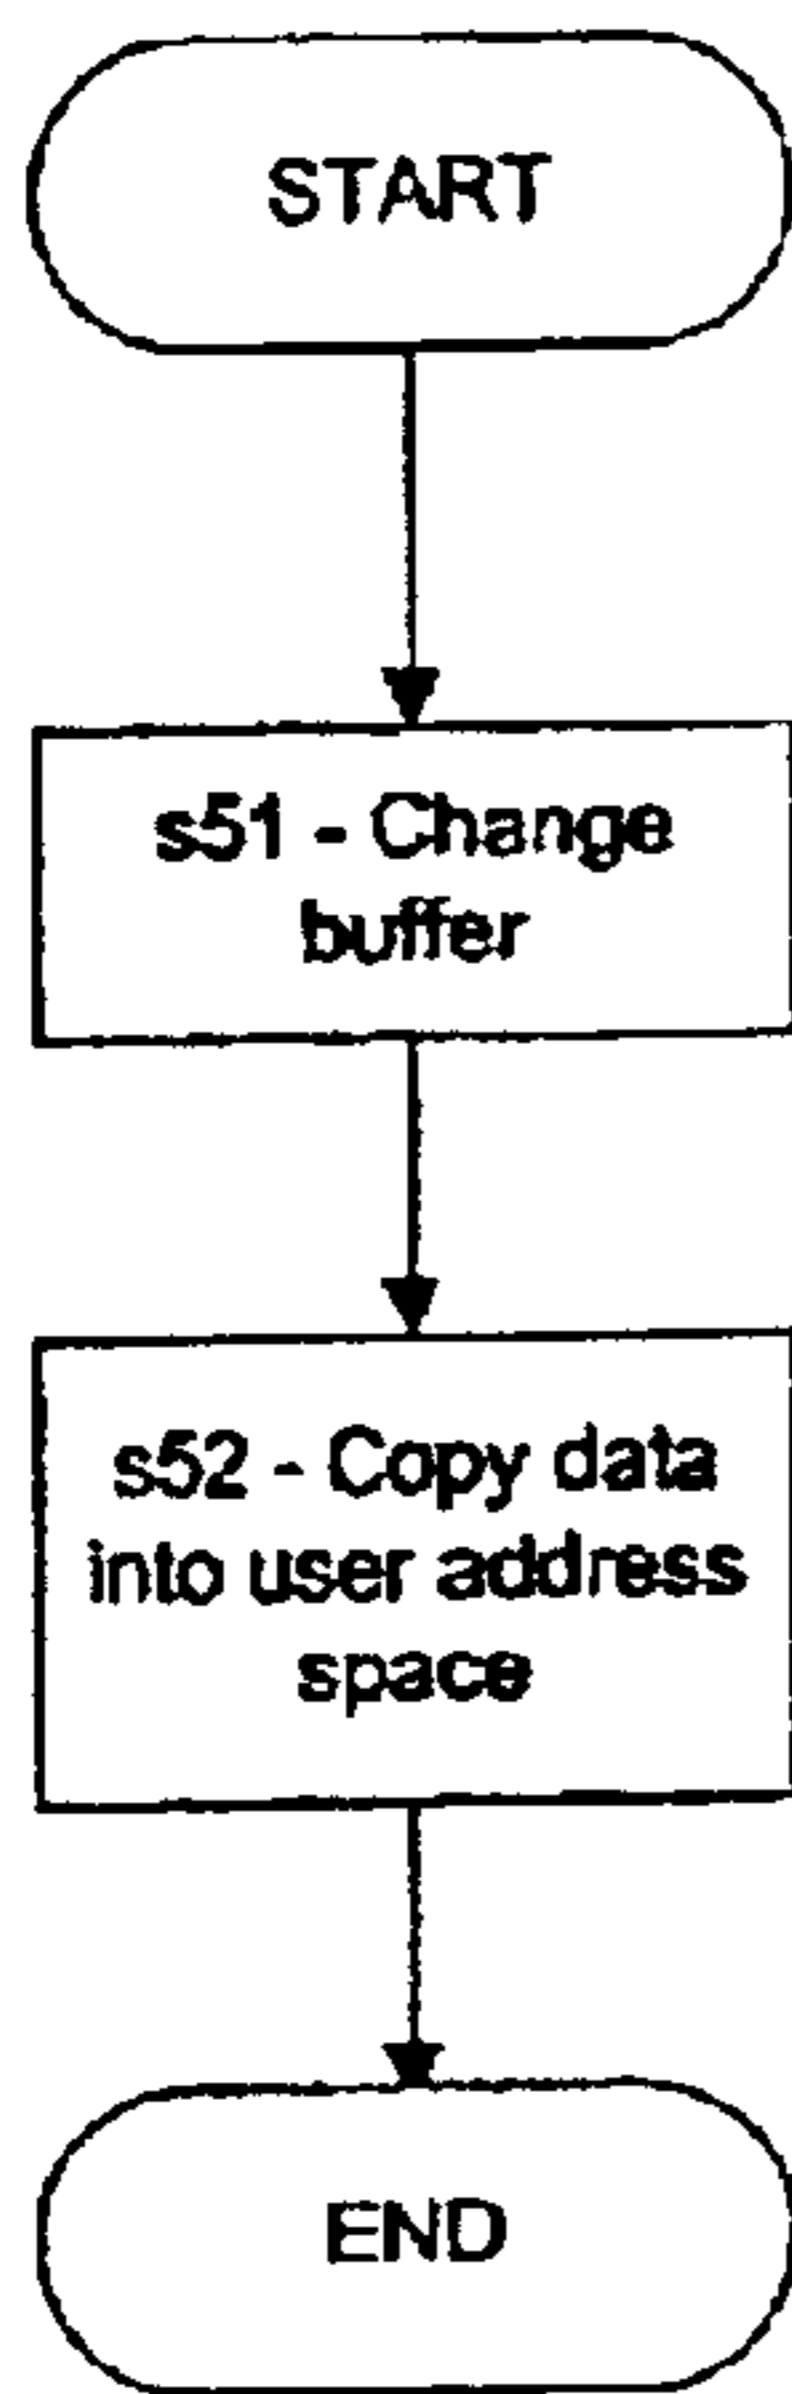 START
s51 - Change
buffer
s52 - Copy data
into user address
space
END